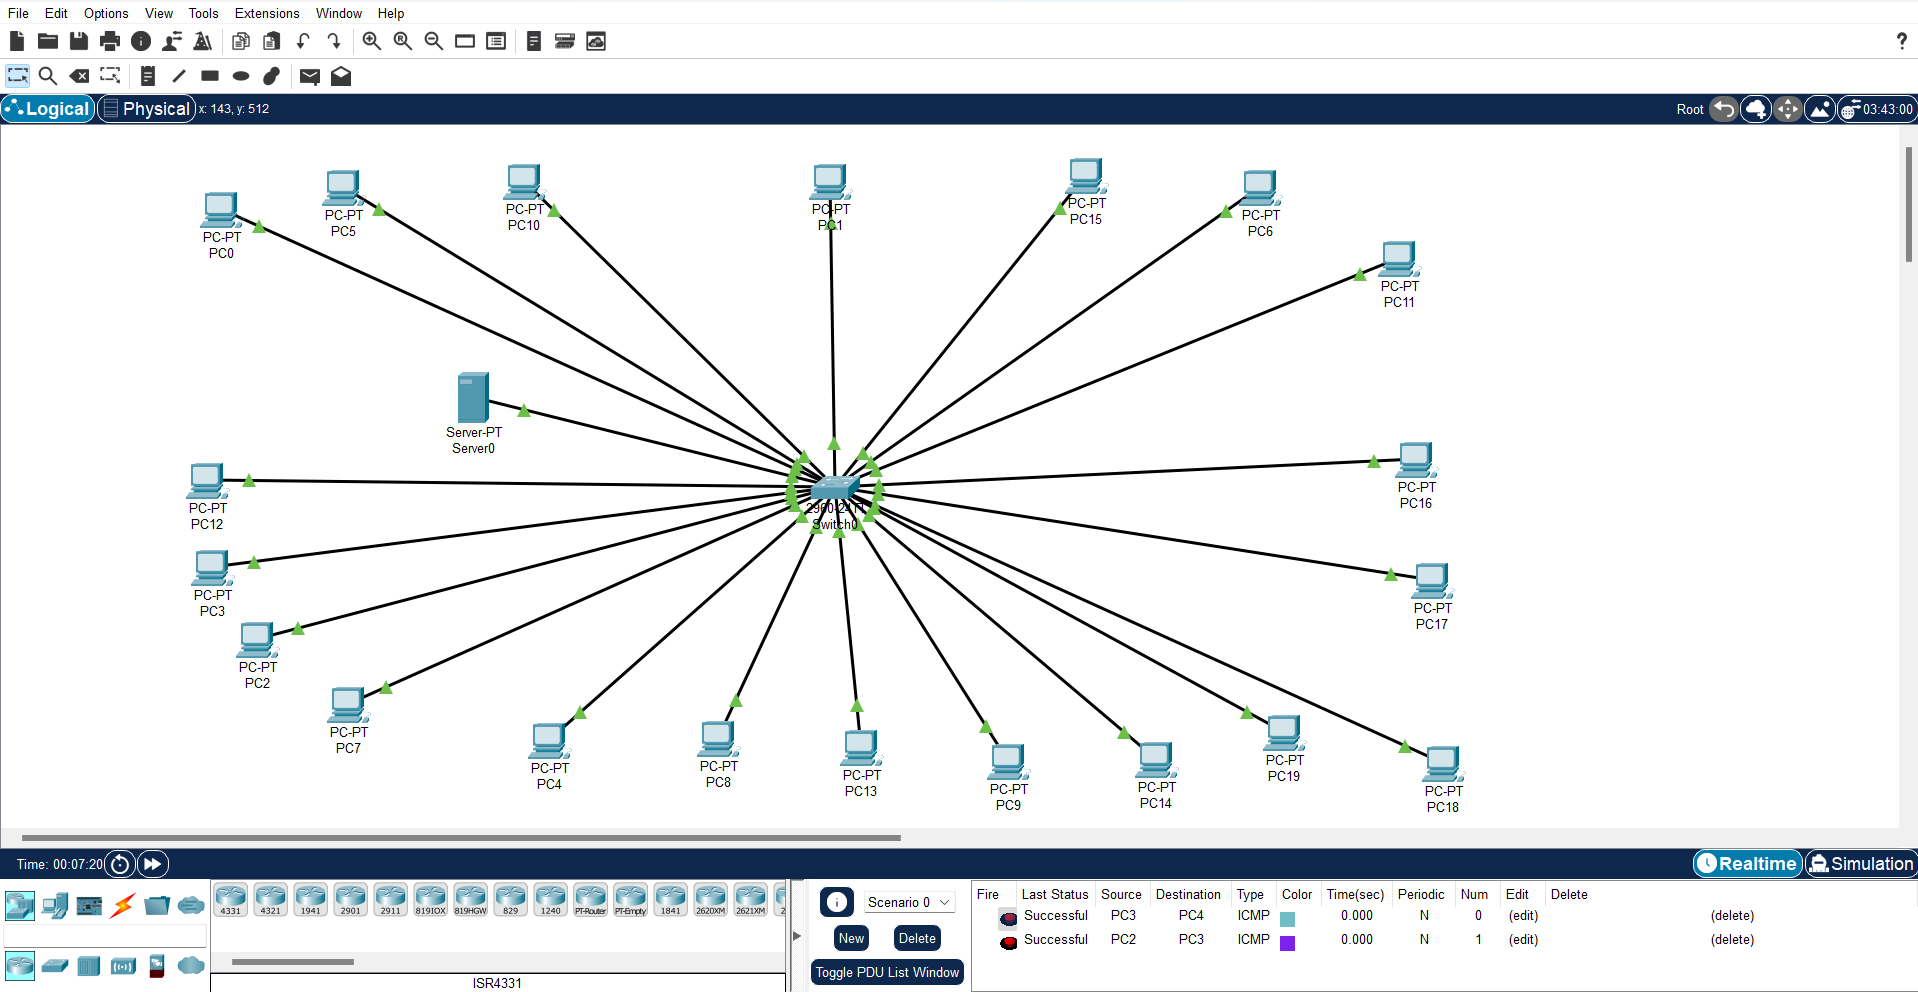 File Edit Options View Tools Extensions Window Help
?
Logical Physical x: 143, y: 512 Root 03:43:00
PC-PT
PC0
PC-PT
PC5
PC-PT
PC10
PC-PT
PC1
PC-PT
PC15
PC-PT
PC6
PC-PT
PC11
Server-PT
Server0
PC-PT
PC12
2960-24TT
Switch0
PC-PT
PC16
PC-PT
PC3
PC-PT
PC17
PC-PT
PC2
PC-PT
PC7
PC-PT
PC4
PC-PT
PC8
PC-PT
PC13
PC-PT
PC9
PC-PT
PC14
PC-PT
PC19
PC-PT
PC18
Time: 00:07:20 Realtime Simulation
4331 4321 1941 2901 2911 819IOX 819HGW 829 1240 PT-Router PT-Empty 1841 2620XM 2621XM 2
ISR4331
Scenario 0
New Delete
Toggle PDU List Window
Fire Last Status Source Destination Type Color Time(sec) Periodic Num Edit Delete
Successful PC3 PC4 ICMP 0.000 N 0 (edit) (delete)
Successful PC2 PC3 ICMP 0.000 N 1 (edit) (delete)